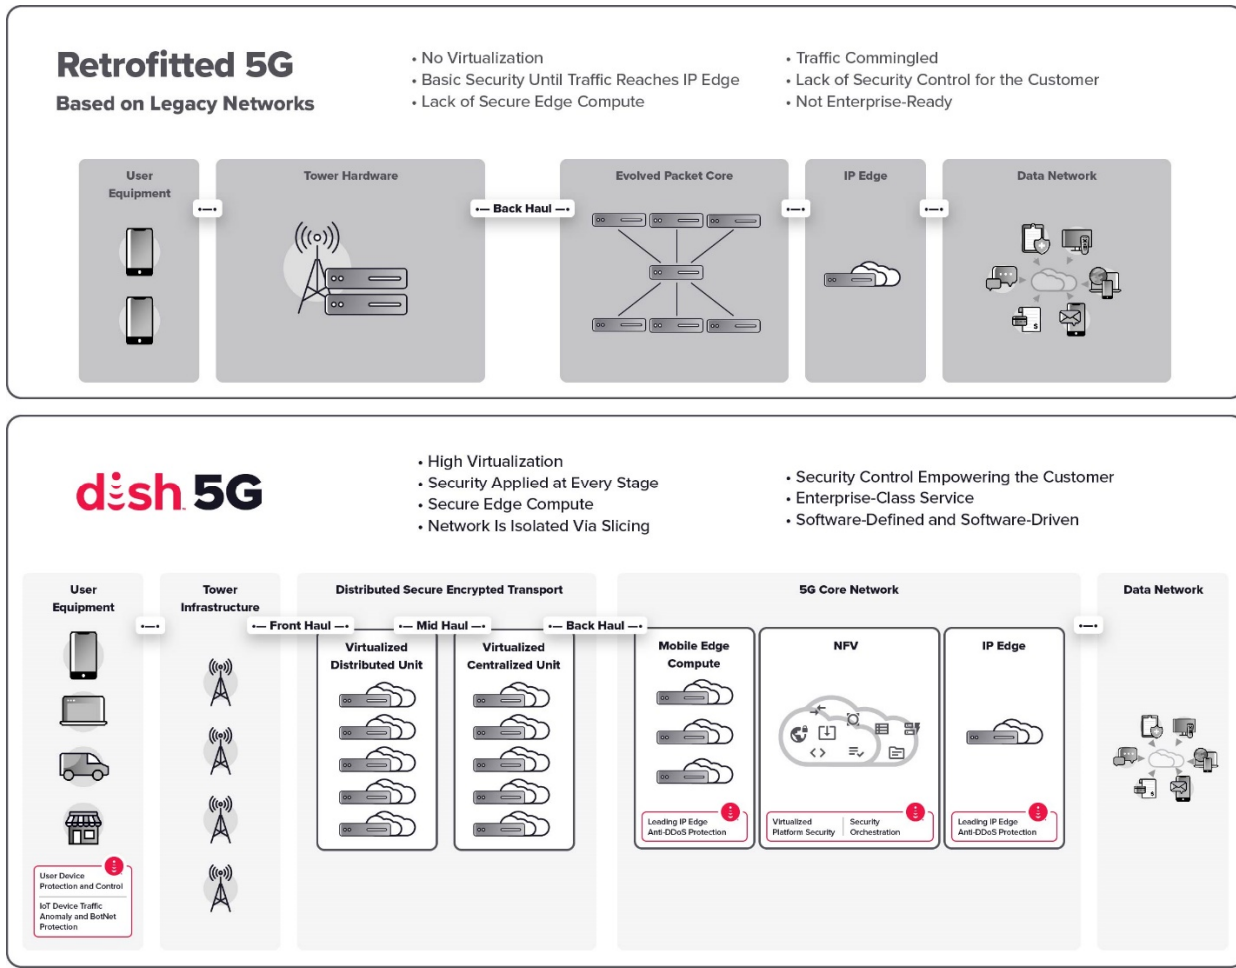 Retrofitted 5G
Based on Legacy Networks
• No Virtualization
• Basic Security Until Traffic Reaches IP Edge
• Lack of Secure Edge Compute
• Traffic Commingled
• Lack of Security Control for the Customer
• Not Enterprise-Ready
User
Equipment
Tower Hardware
Back Haul
Evolved Packet Core
IP Edge
Data Network
dish 5G
• High Virtualization
• Security Applied at Every Stage
• Secure Edge Compute
• Network Is Isolated Via Slicing
• Security Control Empowering the Customer
• Enterprise-Class Service
• Software-Defined and Software-Driven
User
Equipment
Tower
Infrastructure
Distributed Secure Encrypted Transport
5G Core Network
Data Network
Front Haul
Mid Haul
Back Haul
Virtualized
Distributed Unit
Virtualized
Centralized Unit
Mobile Edge
Compute
NFV
IP Edge
Leading IP Edge
Anti-DDoS Protection
Virtualized
Platform Security
Security
Orchestration
Leading IP Edge
Anti-DDoS Protection
User Device
Protection and Control
IoT Device Traffic
Anomaly and BotNet
Protection